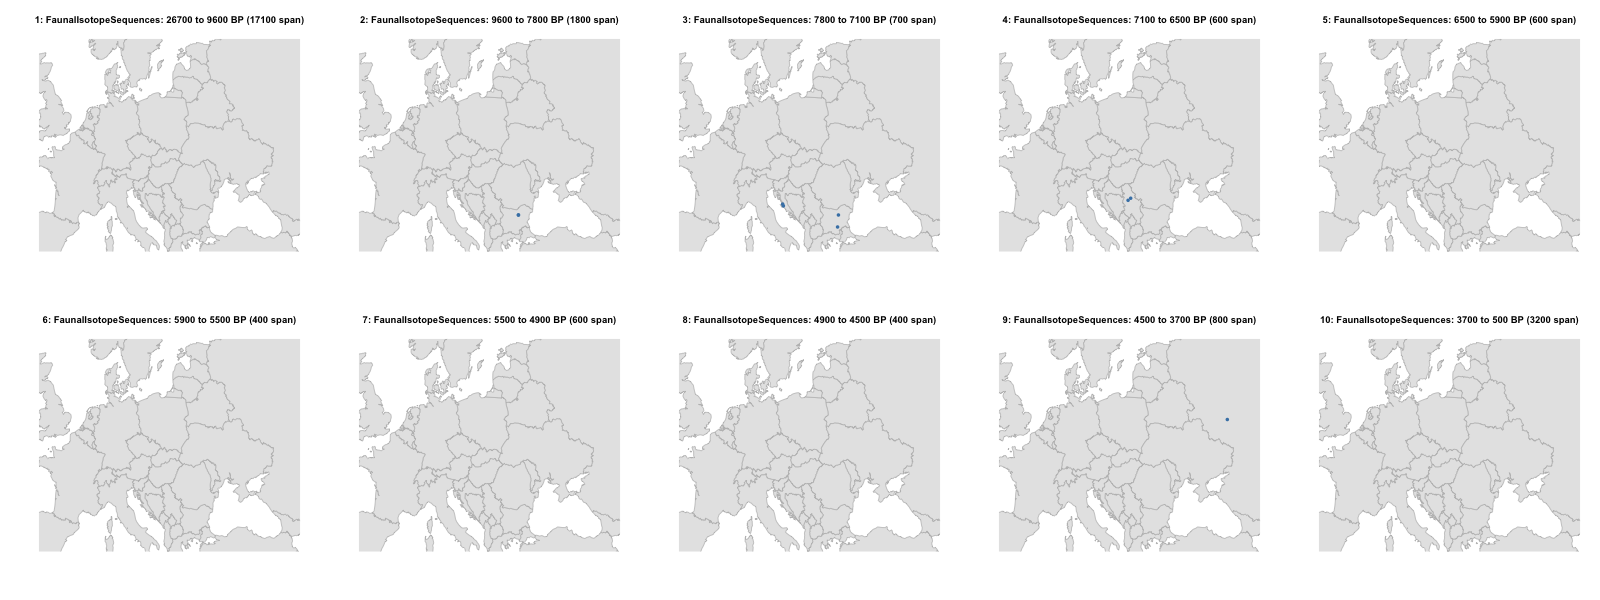 1: FaunalIsotopeSequences: 26700 to 9600 BP (17100 span)
2: FaunalIsotopeSequences: 9600 to 7800 BP (1800 span)
3: FaunalIsotopeSequences: 7800 to 7100 BP (700 span)
4: FaunalIsotopeSequences: 7100 to 6500 BP (600 span)
5: FaunalIsotopeSequences: 6500 to 5900 BP (600 span)
6: FaunalIsotopeSequences: 5900 to 5500 BP (400 span)
7: FaunalIsotopeSequences: 5500 to 4900 BP (600 span)
8: FaunalIsotopeSequences: 4900 to 4500 BP (400 span)
9: FaunalIsotopeSequences: 4500 to 3700 BP (800 span)
10: FaunalIsotopeSequences: 3700 to 500 BP (3200 span)